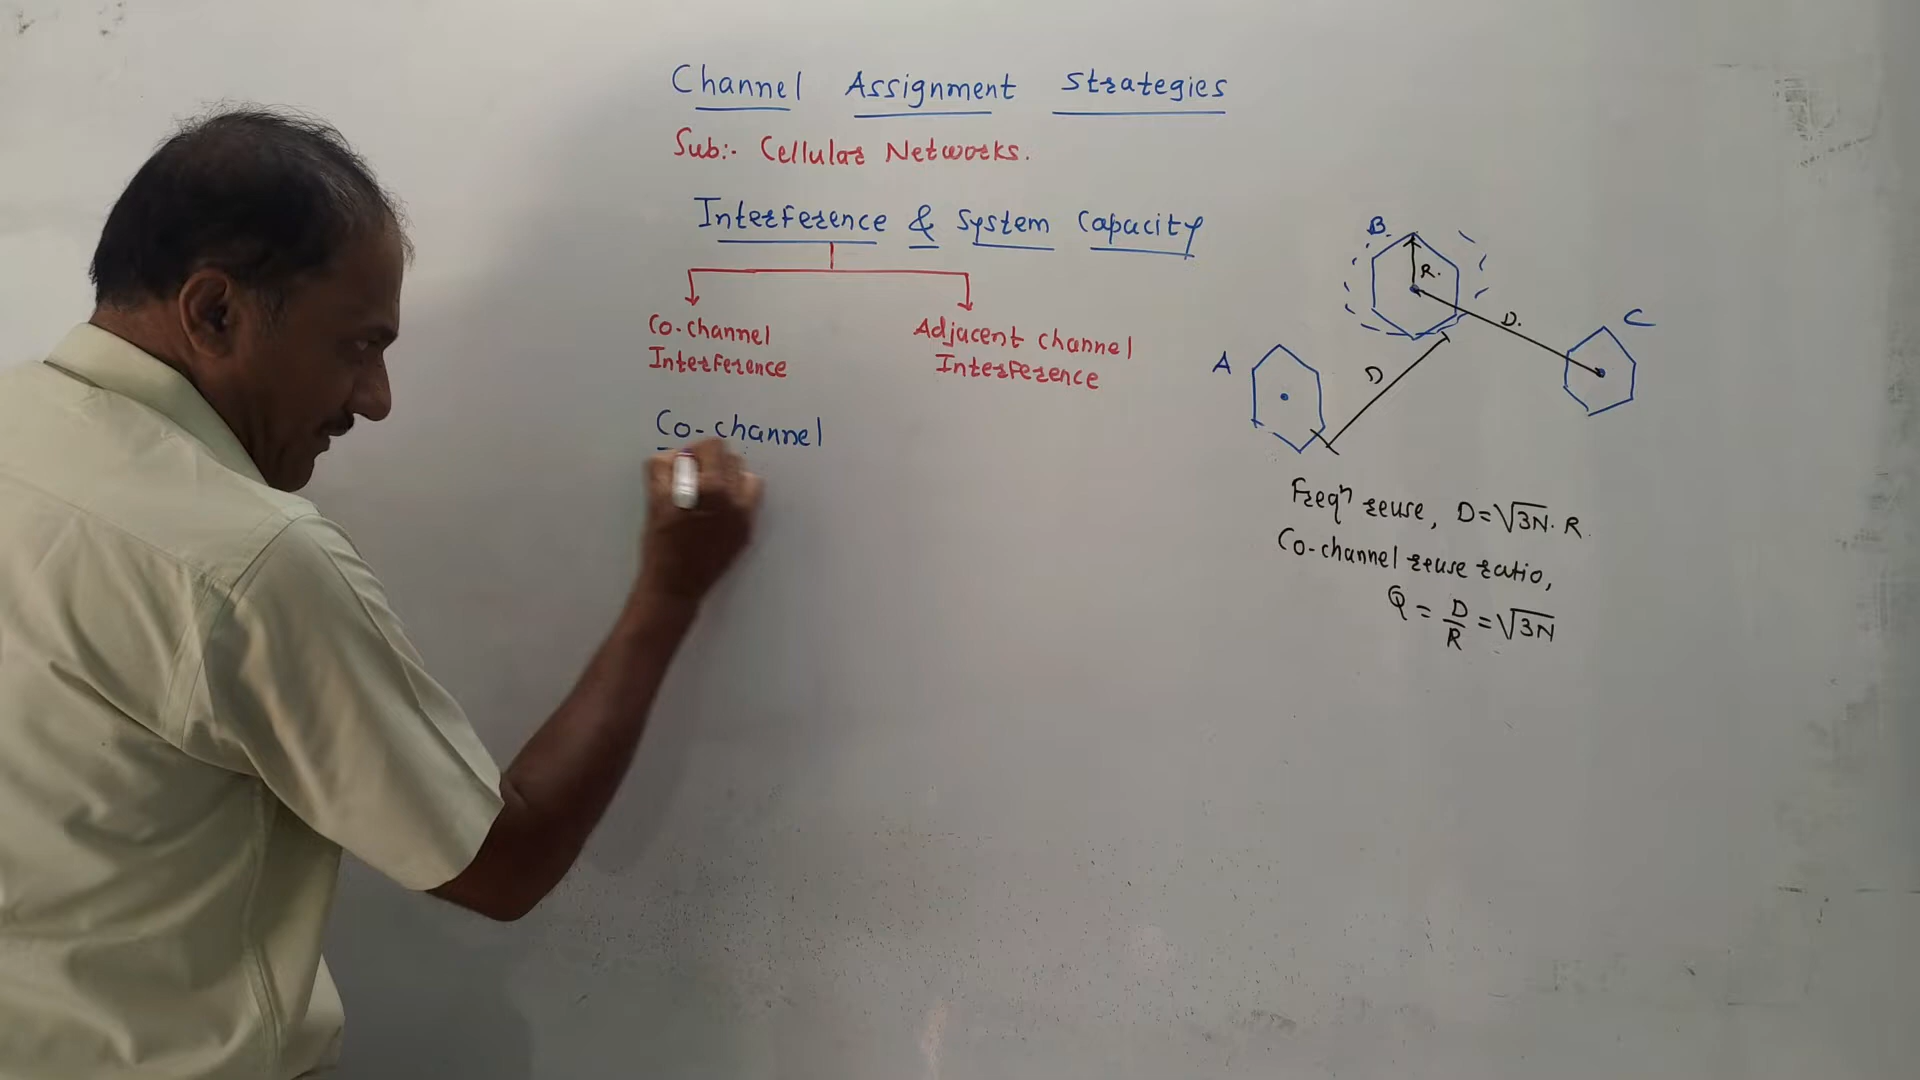 Channel Assignment Strategies
Sub:- Cellular Networks.
Interference & System Capacity
Co-channel
Interference
Adjacent channel
Interference
Co-channel
B.
R.
D.
C
A
D
Freqⁿ reuse, D=√3N. R.
Co-channel reuse ratio,
Q = D/R = √3N